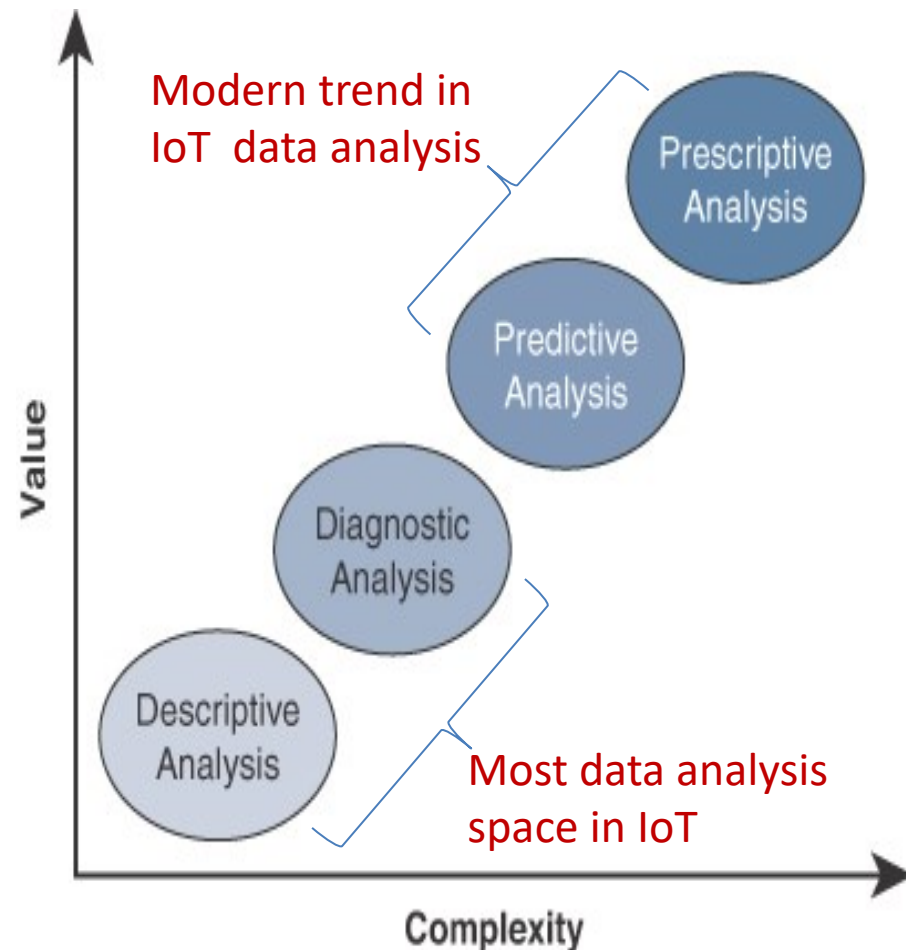 Modern trend in
IoT data analysis
Prescriptive
Analysis
Predictive
Analysis
Value
Diagnostic
Analysis
Descriptive
Analysis
Most data analysis
space in IoT
Complexity